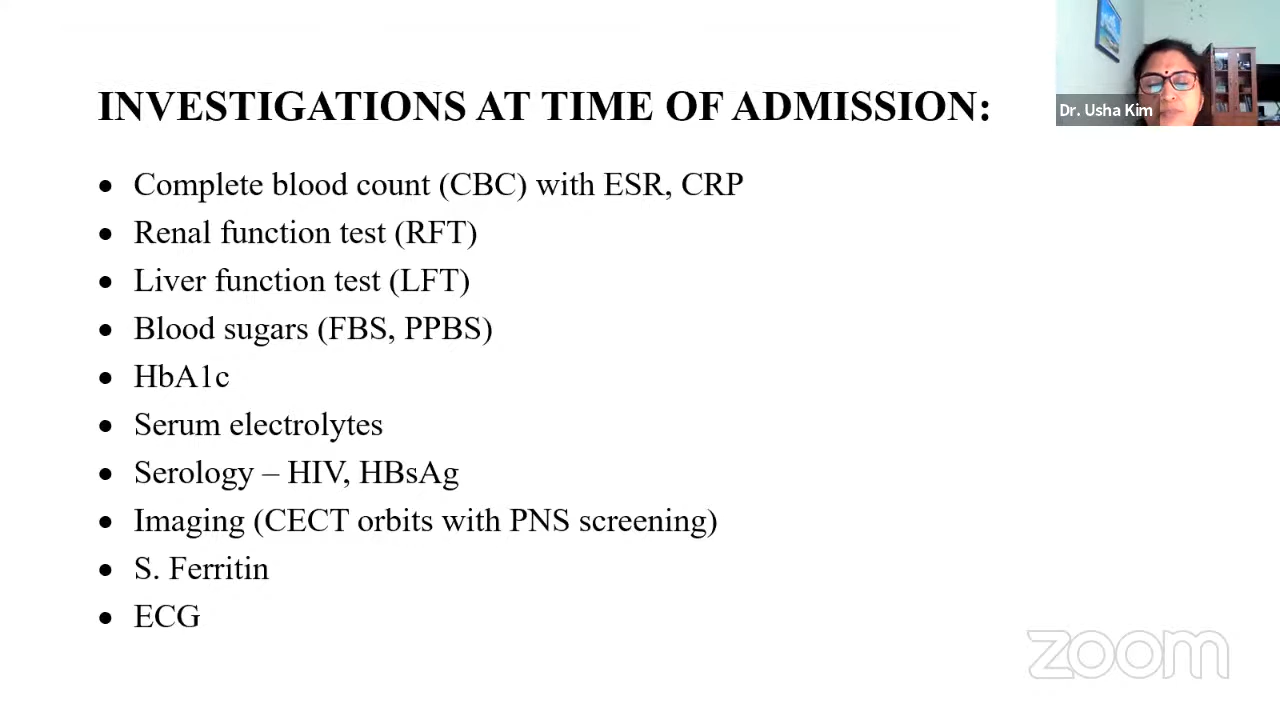 INVESTIGATIONS AT TIME OF ADMISSION:
Dr. Usha Kim
• Complete blood count (CBC) with ESR, CRP
• Renal function test (RFT)
• Liver function test (LFT)
• Blood sugars (FBS, PPBS)
• HbA1c
• Serum electrolytes
• Serology – HIV, HBsAg
• Imaging (CECT orbits with PNS screening)
• S. Ferritin
• ECG
zoom